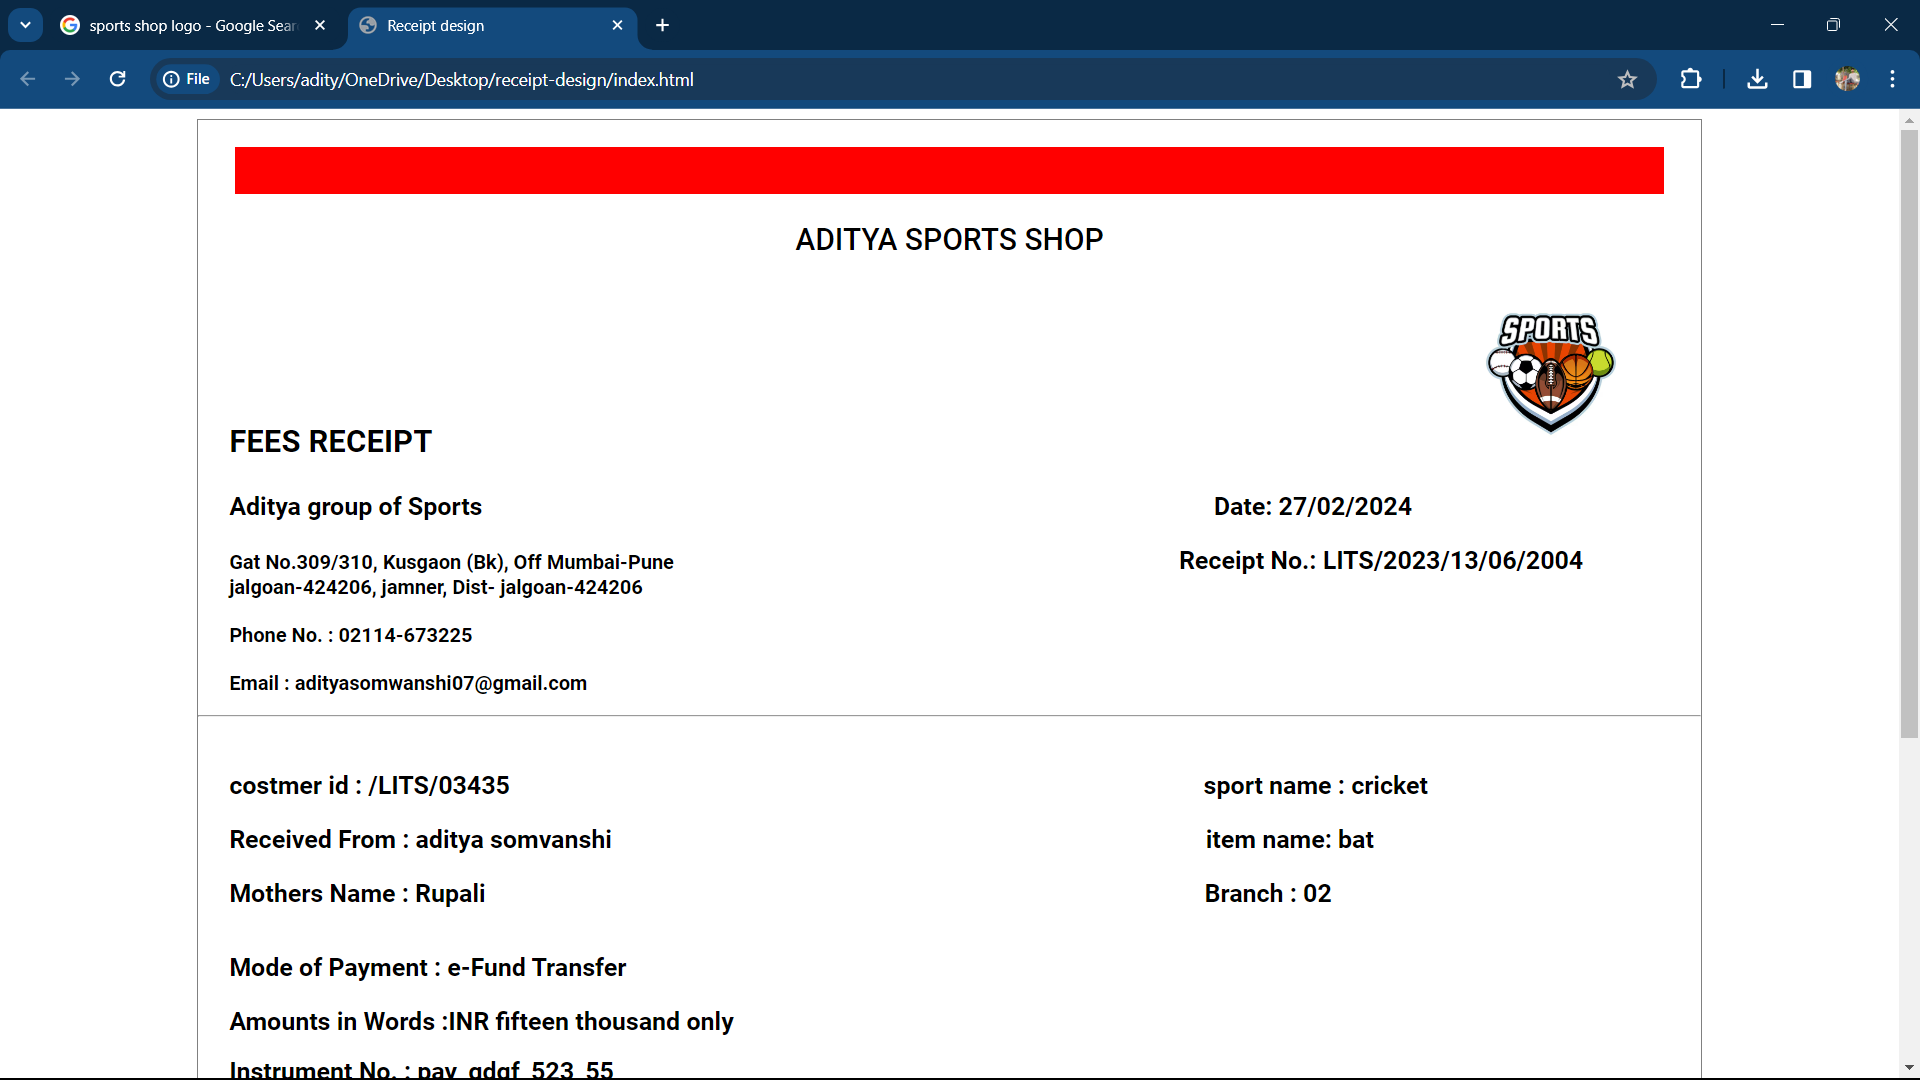 sports shop logo - Google Sear
Receipt design
File
C:/Users/adity/OneDrive/Desktop/receipt-design/index.html
ADITYA SPORTS SHOP
SPORTS
FEES RECEIPT
Aditya group of Sports
Date: 27/02/2024
Gat No.309/310, Kusgaon (Bk), Off Mumbai-Pune
jalgoan-424206, jamner, Dist- jalgoan-424206
Receipt No.: LITS/2023/13/06/2004
Phone No. : 02114-673225
Email : adityasomwanshi07@gmail.com
costmer id : /LITS/03435
sport name : cricket
Received From : aditya somvanshi
item name: bat
Mothers Name : Rupali
Branch : 02
Mode of Payment : e-Fund Transfer
Amounts in Words :INR fifteen thousand only
Instrument No. : pay_gdgf_523_55